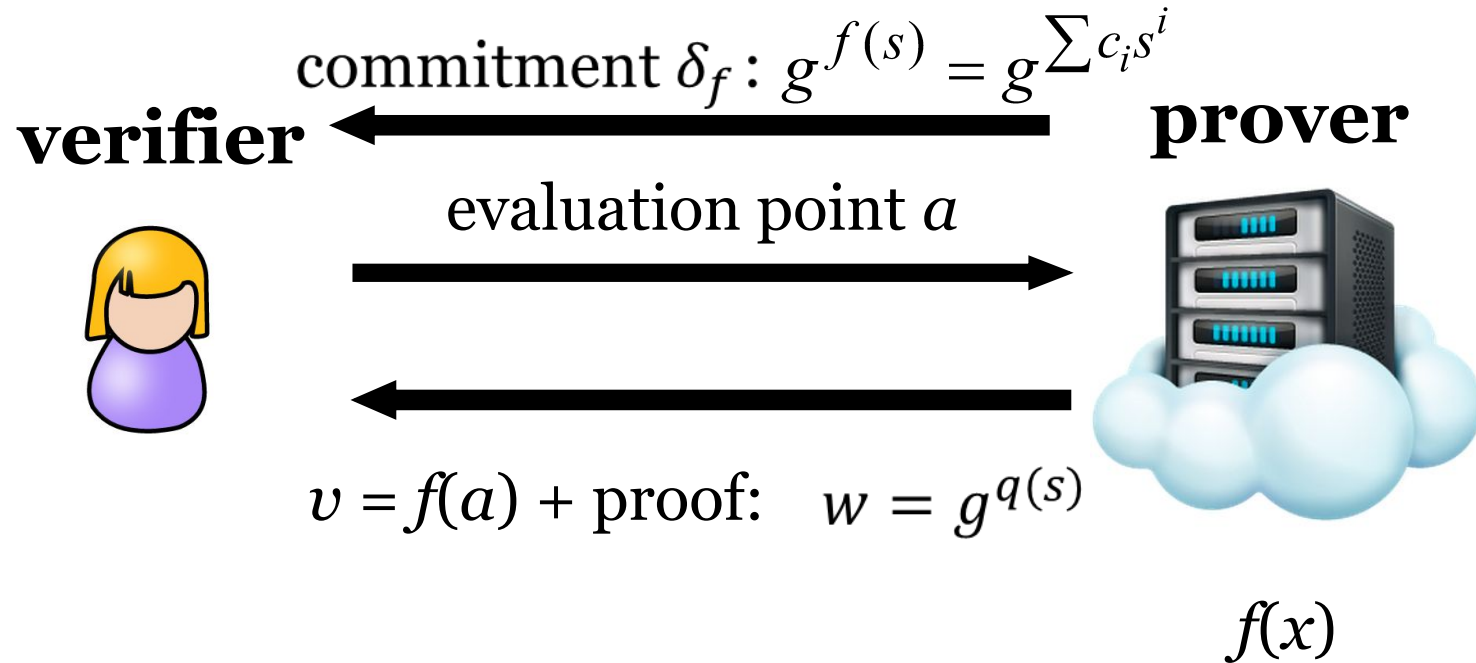 commitment δ_f : g^{f(s)} = g^{∑ c_i s^i}
verifier
prover
evaluation point a
v = f(a) + proof: w = g^{q(s)}
f(x)